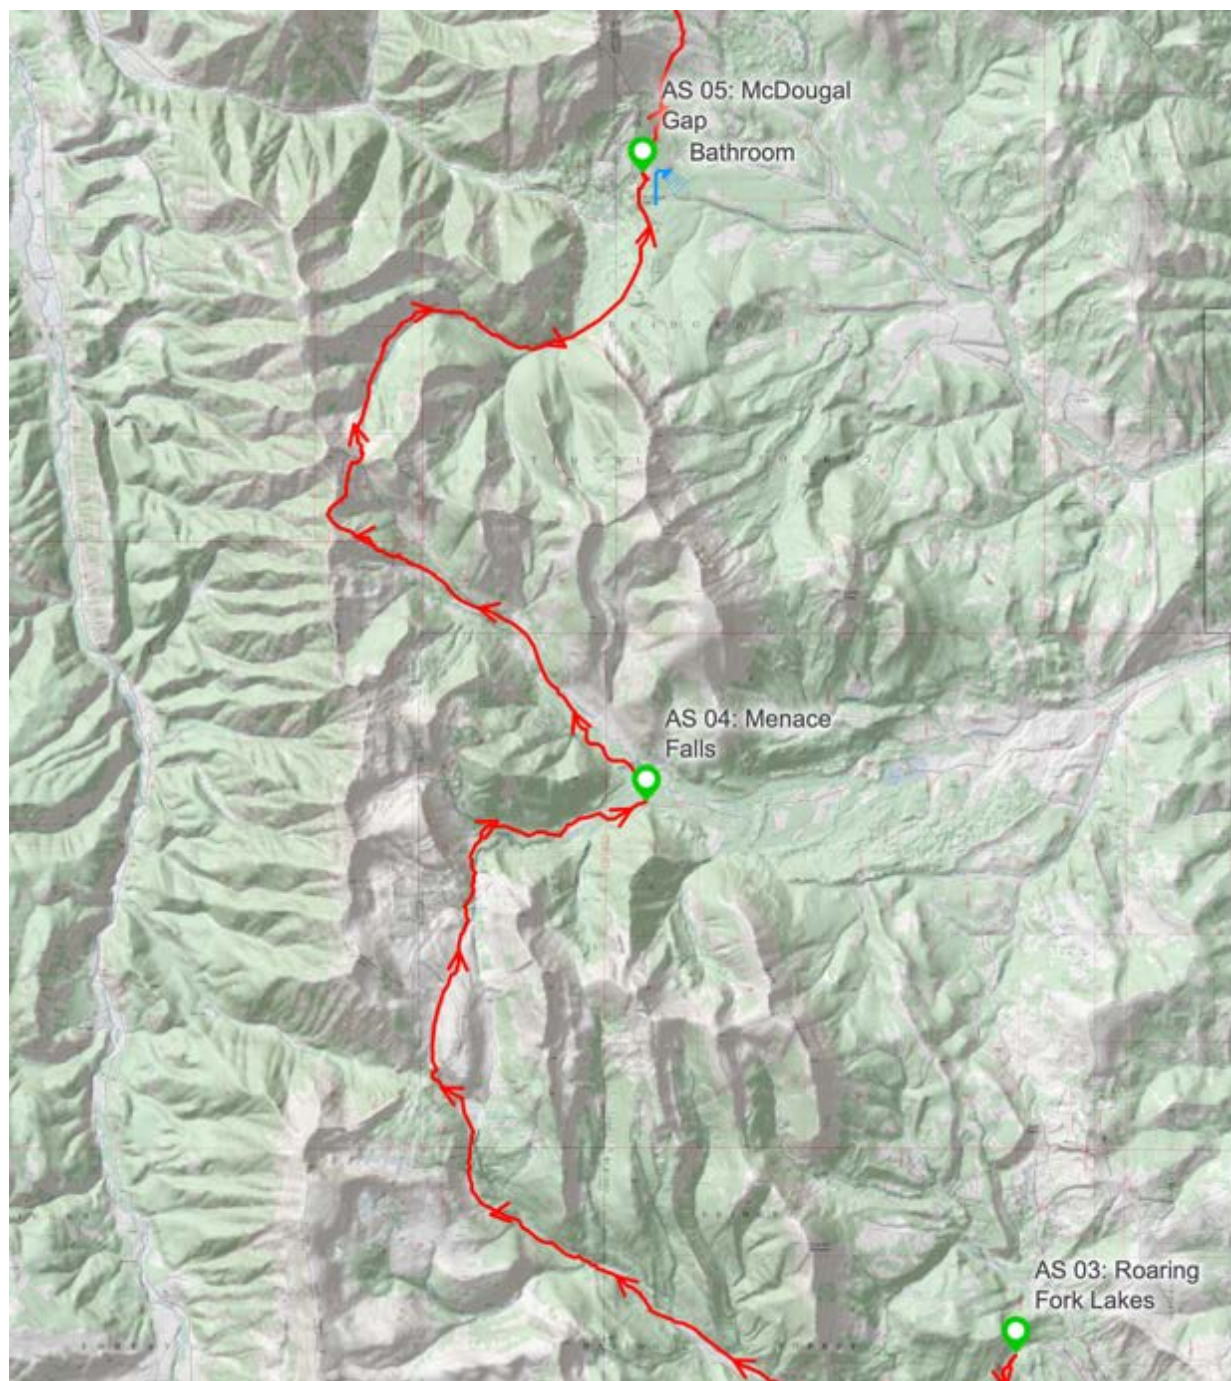 AS 05: McDougal
Gap
Bathroom
AS 04: Menace
Falls
AS 03: Roaring
Fork Lakes